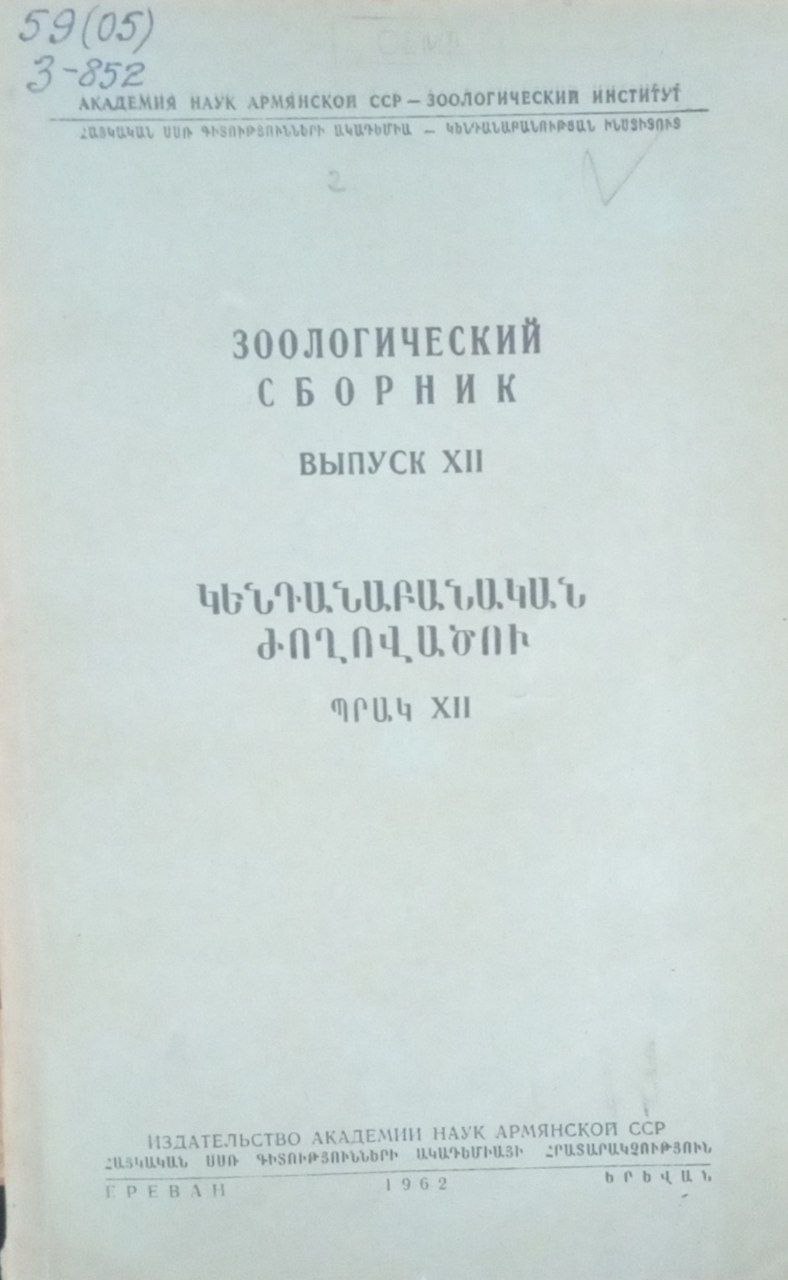 59(05)
З-852
АКАДЕМИЯ НАУК АРМЯНСКОЙ ССР — ЗООЛОГИЧЕСКИЙ ИНСТИТУТ
ՀԱՅԿԱԿԱՆ ՍՍՌ ԳԻՏՈՒԹՅՈՒՆՆԵՐԻ ԱԿԱԴԵՄԻԱ — ԿԵՆԴԱՆԱԲԱՆՈՒԹՅԱՆ ԻՆՍՏԻՏՈՒՏ
2
ЗООЛОГИЧЕСКИЙ
СБОРНИК
ВЫПУСК XII
ԿԵՆԴԱՆԱԲԱՆԱԿԱՆ
ԺՈՂՈՎԱԾՈՒ
ՊՐԱԿ XII
ИЗДАТЕЛЬСТВО АКАДЕМИИ НАУК АРМЯНСКОЙ ССР
ՀԱՅԿԱԿԱՆ ՍՍՌ ԳԻՏՈՒԹՅՈՒՆՆԵՐԻ ԱԿԱԴԵՄԻԱՅԻ ՀՐԱՏԱՐԱԿՉՈՒԹՅՈՒՆ
ЕРЕВАН 1962 ԵՐԵՎԱՆ